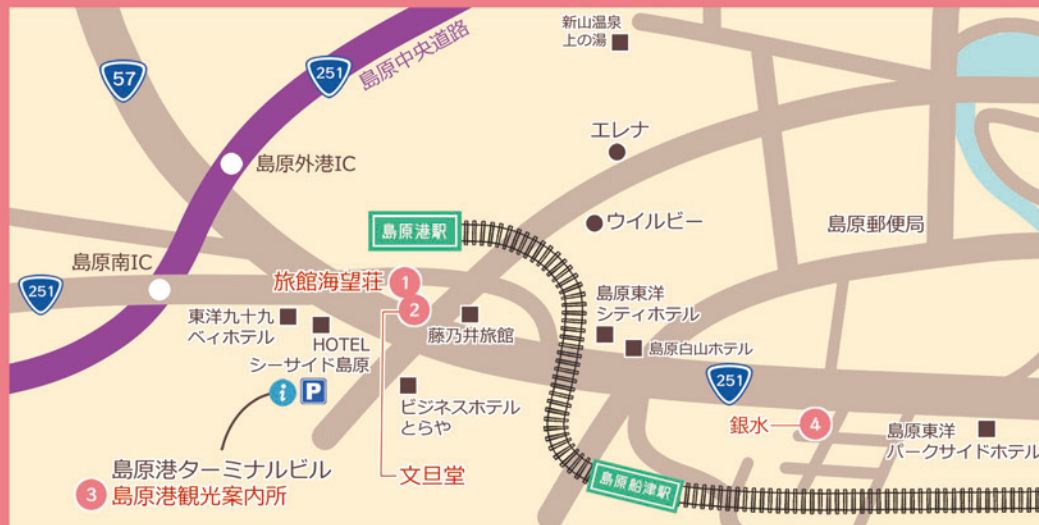 新山温泉
上の湯
57
251
島原中央道路
エレナ
島原外港IC
島原港駅
ウイルビー
島原郵便局
島原南IC
251
旅館海望荘
1
2
東洋九十九
ベィホテル
HOTEL
シーサイド島原
藤乃井旅館
島原東洋
シティホテル
島原白山ホテル
251
i
P
ビジネスホテル
とらや
銀水
4
島原東洋
パークサイドホテル
島原港ターミナルビル
3
島原港観光案内所
文旦堂
島原船津駅